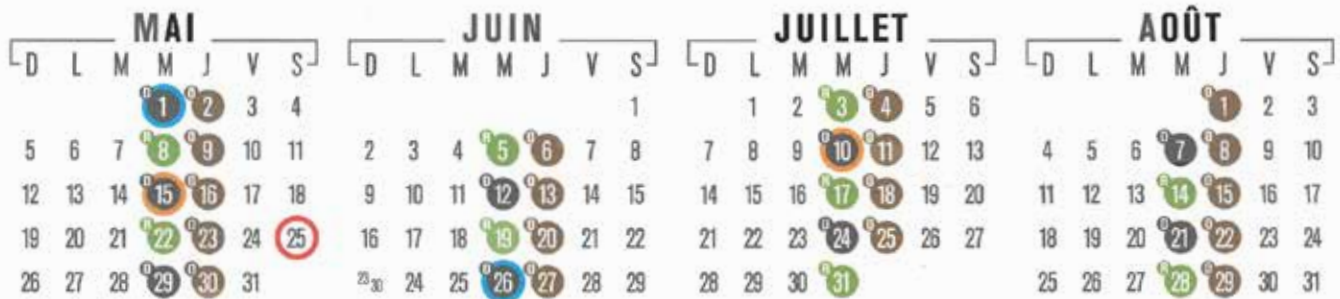 MAI JUIN JUILLET AOÛT
D L M M J V S D L M M J V S D L M M J V S D L M M J V S
1 2 3 4 1 1 2 3 4 5 6 1 2 3
5 6 7 8 9 10 11 2 3 4 5 6 7 8 7 8 9 10 11 12 13 4 5 6 7 8 9 10
12 13 14 15 16 17 18 9 10 11 12 13 14 15 14 15 16 17 18 19 20 11 12 13 14 15 16 17
19 20 21 22 23 24 25 16 17 18 19 20 21 22 21 22 23 24 25 26 27 18 19 20 21 22 23 24
26 27 28 29 30 31 23 30 24 25 26 27 28 29 28 29 30 31 25 26 27 28 29 30 31